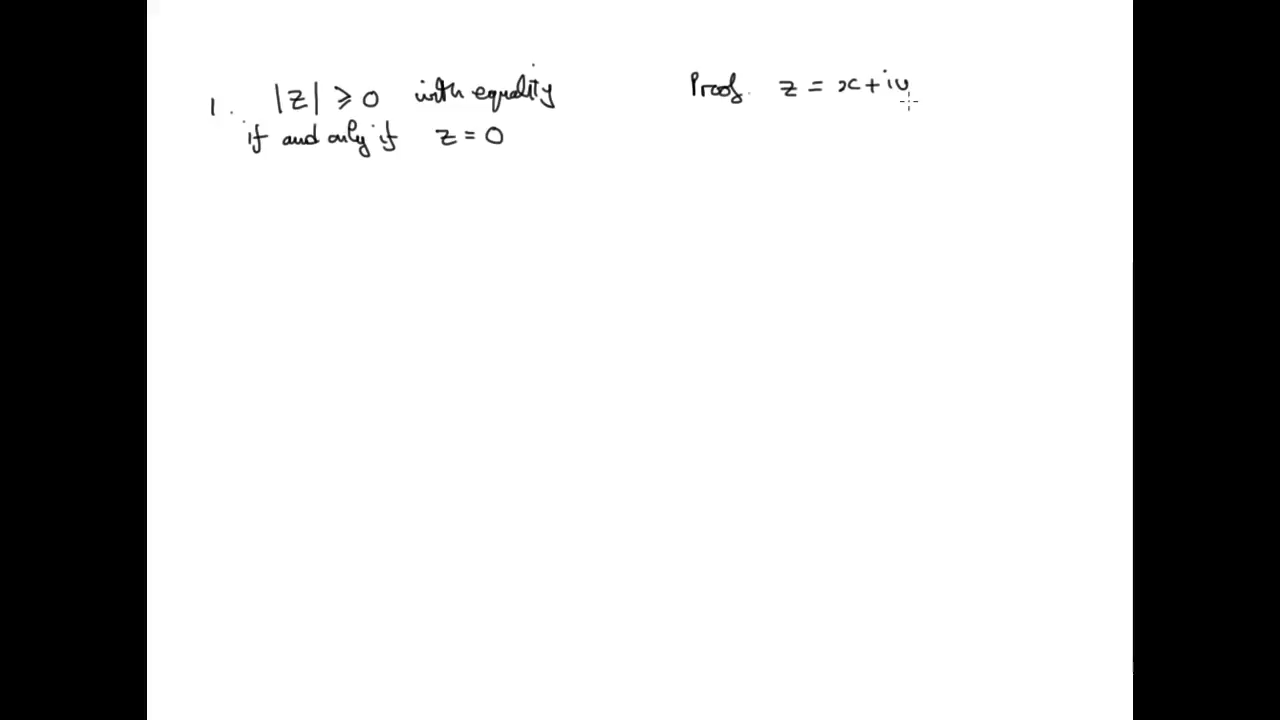 1. |z| ⩾ 0 with equality
if and only if z = 0
Proof. z = x + iy